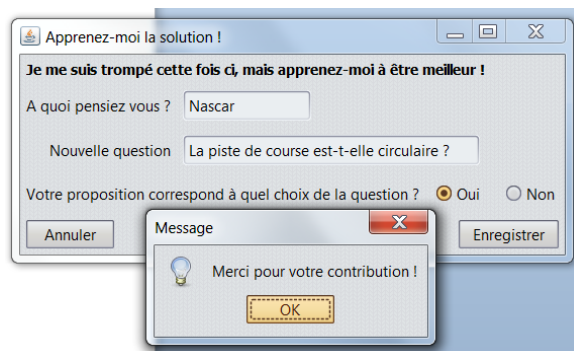 Apprenez-moi la solution !
Je me suis trompé cette fois ci, mais apprenez-moi à être meilleur !
A quoi pensiez vous ? Nascar
Nouvelle question La piste de course est-t-elle circulaire ?
Votre proposition correspond à quel choix de la question ? Oui Non
Annuler Enregistrer
Message
Merci pour votre contribution !
OK